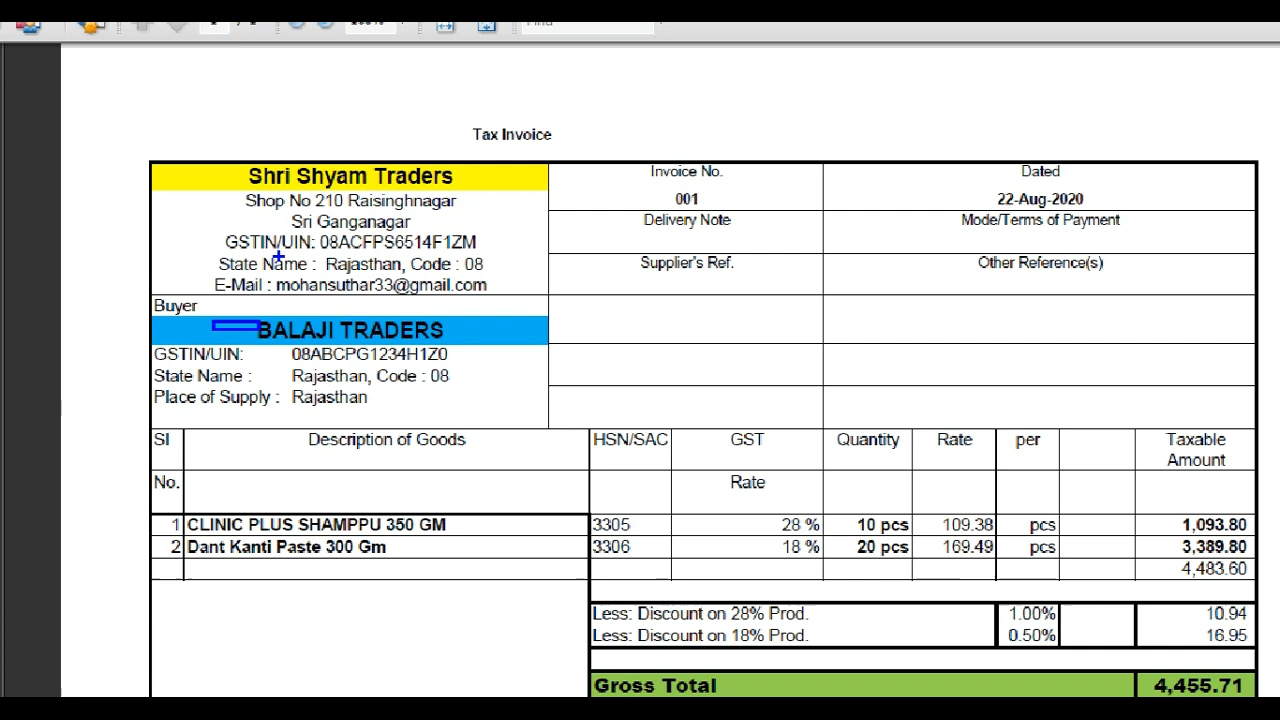 Tax Invoice
Shri Shyam Traders
Shop No 210 Raisinghnagar
Sri Ganganagar
GSTIN/UIN: 08ACFPS6514F1ZM
State Name : Rajasthan, Code : 08
E-Mail : mohansuthar33@gmail.com
Invoice No.
001
Dated
22-Aug-2020
Delivery Note
Mode/Terms of Payment
Supplier's Ref.
Other Reference(s)
Buyer
BALAJI TRADERS
GSTIN/UIN: 08ABCPG1234H1Z0
State Name : Rajasthan, Code : 08
Place of Supply : Rajasthan
SI Description of Goods HSN/SAC GST Quantity Rate per Taxable
Amount
No. Rate
1 CLINIC PLUS SHAMPPU 350 GM 3305 28 % 10 pcs 109.38 pcs 1,093.80
2 Dant Kanti Paste 300 Gm 3306 18 % 20 pcs 169.49 pcs 3,389.80
4,483.60
Less: Discount on 28% Prod. 1.00% 10.94
Less: Discount on 18% Prod. 0.50% 16.95
Gross Total 4,455.71